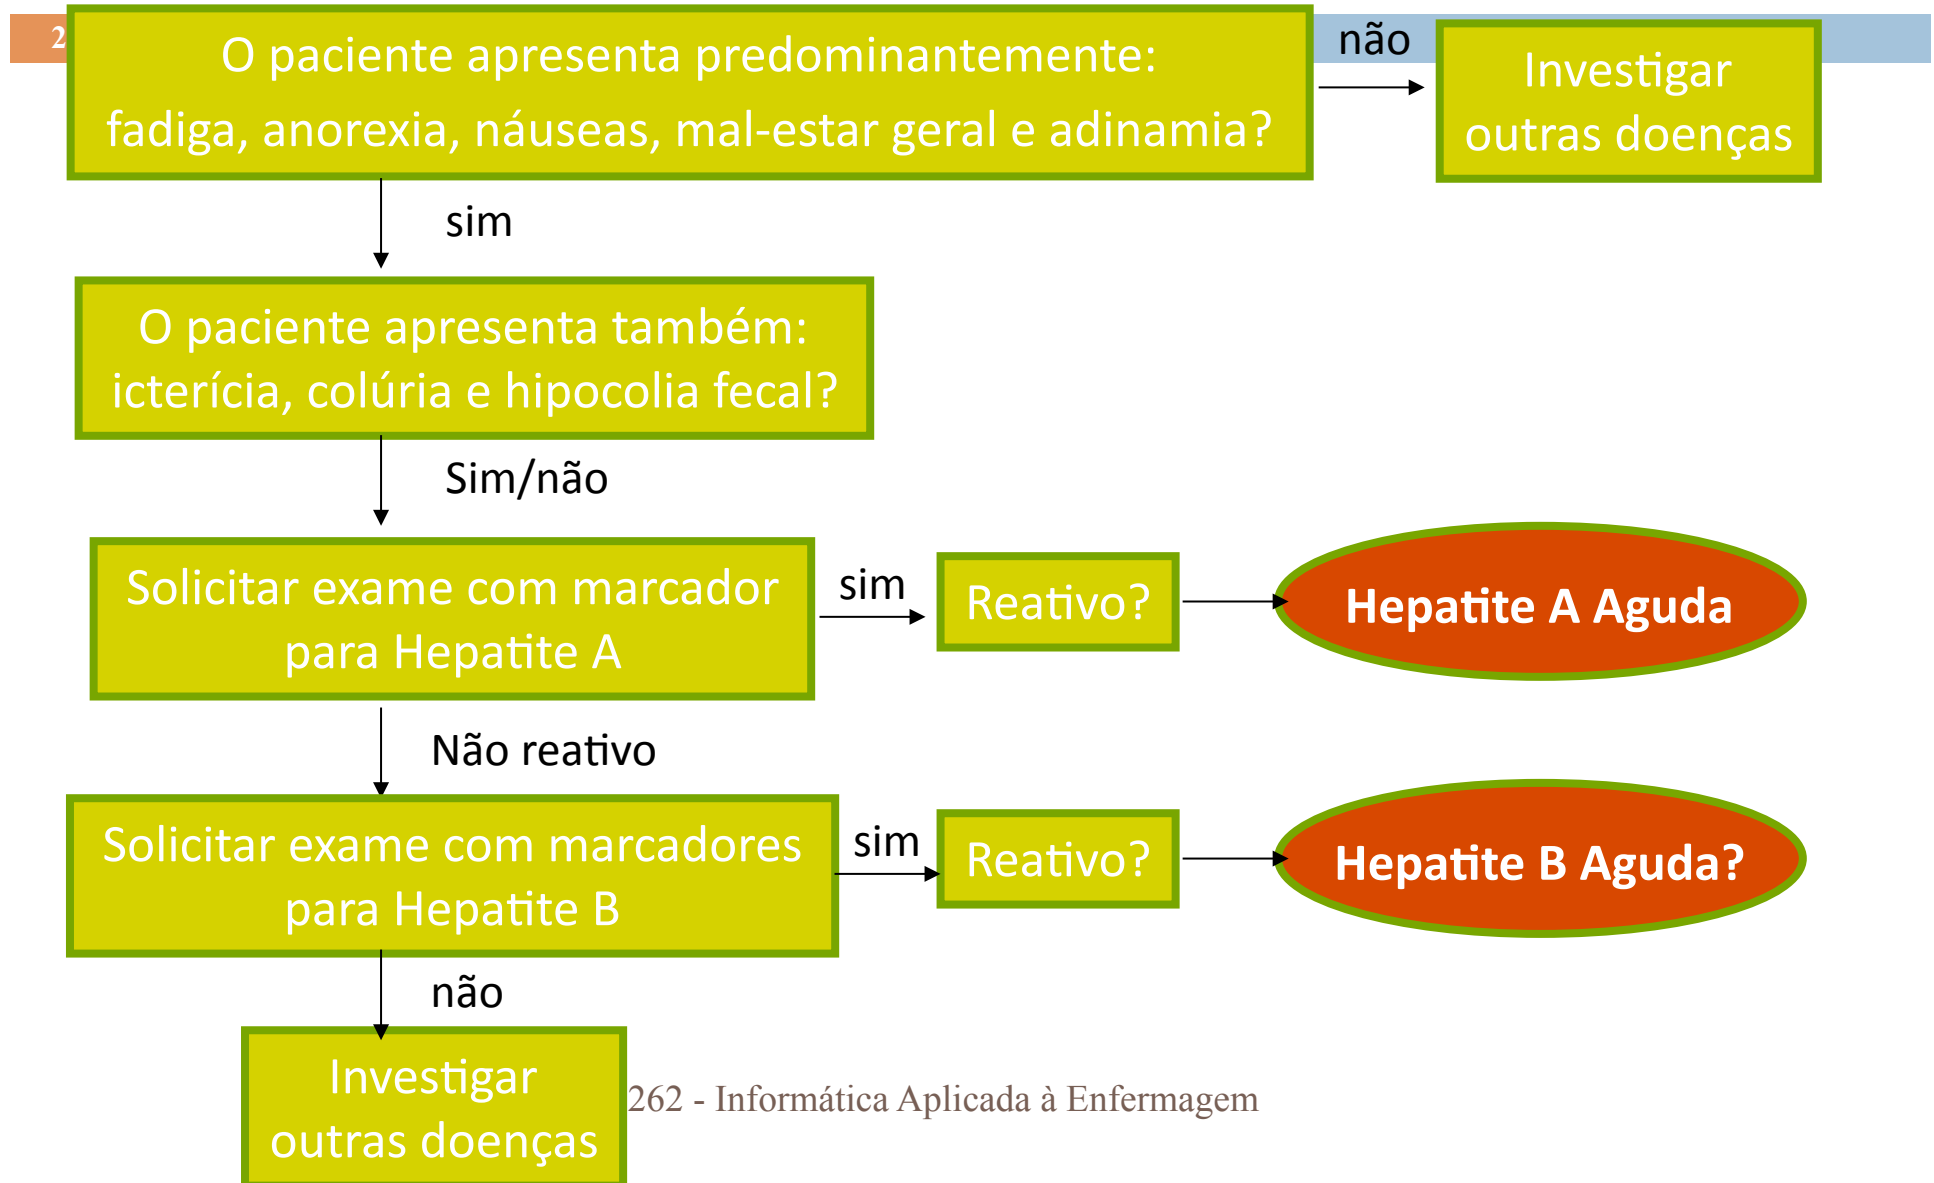 2
O paciente apresenta predominantemente:
fadiga, anorexia, náuseas, mal-estar geral e adinamia?
não
Investigar
outras doenças
sim
O paciente apresenta também:
icterícia, colúria e hipocolia fecal?
Sim/não
Solicitar exame com marcador
para Hepatite A
sim
Reativo?
Hepatite A Aguda
Não reativo
Solicitar exame com marcadores
para Hepatite B
sim
Reativo?
Hepatite B Aguda?
não
Investigar
outras doenças
262 - Informática Aplicada à Enfermagem